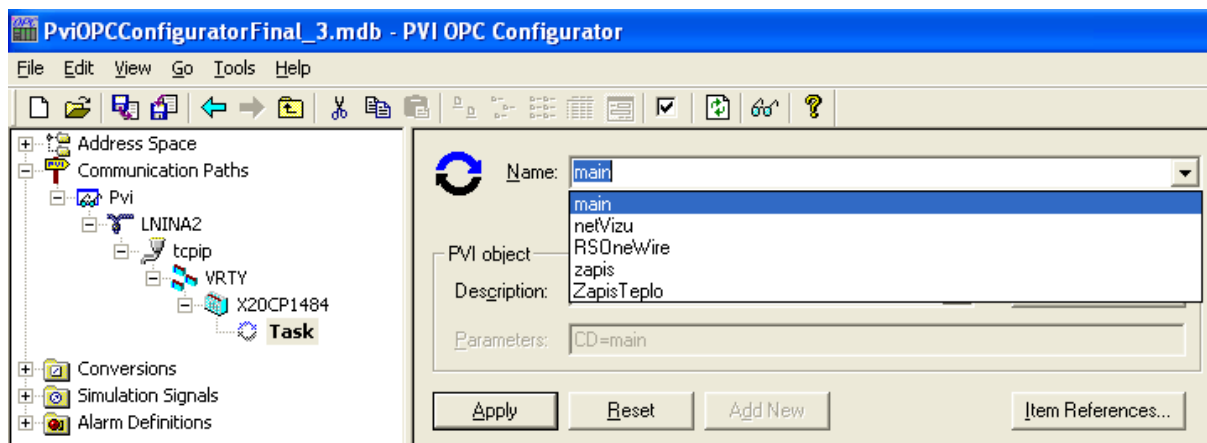 PviOPCConfiguratorFinal_3.mdb - PVI OPC Configurator
File Edit View Go Tools Help
Address Space
Communication Paths
Pvi
LNINA2
tcpip
VRTY
X20CP1484
Task
Conversions
Simulation Signals
Alarm Definitions
Name: main
main
netVizu
RSOneWire
zapis
ZapisTeplo
PVI object
Description:
Parameters: CD=main
Apply Reset Add New Item References...